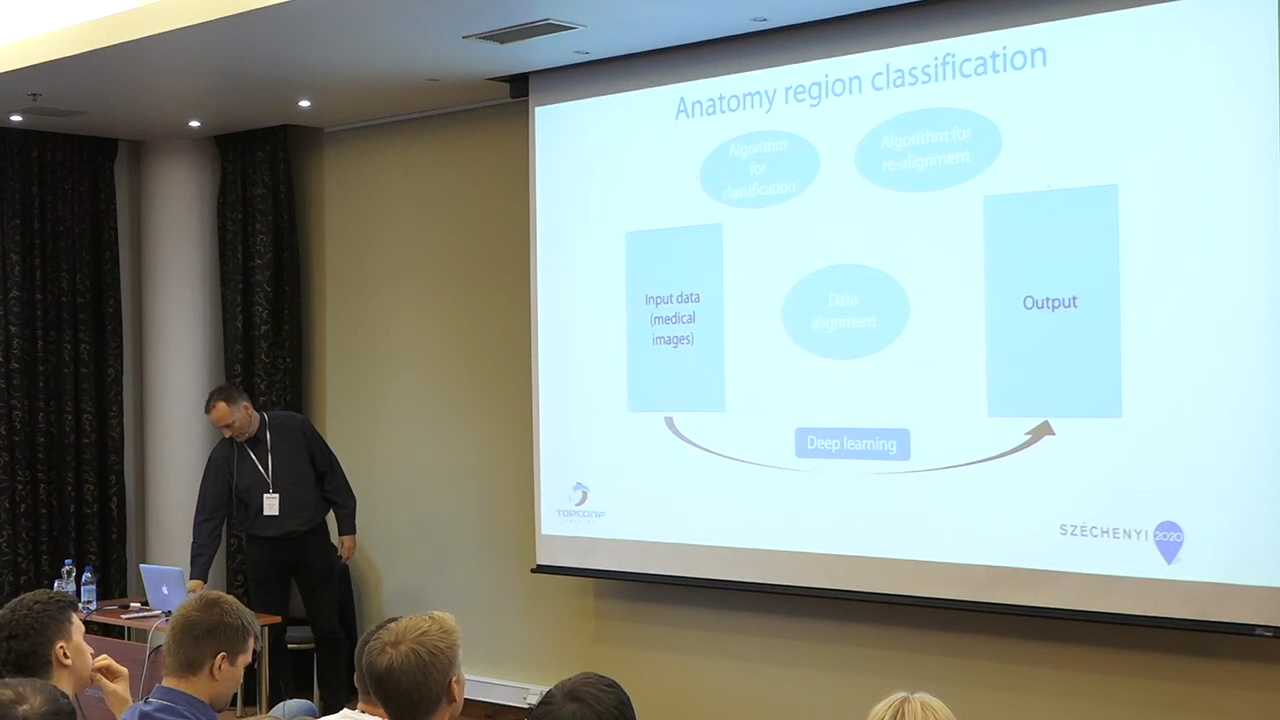 Anatomy region classification
Algorithm
for
classification
Algorithm for
re-alignment
Input data
(medical
images)
Data
alignment
Output
Deep learning
TOPCONF
SZÉCHENYI 2020